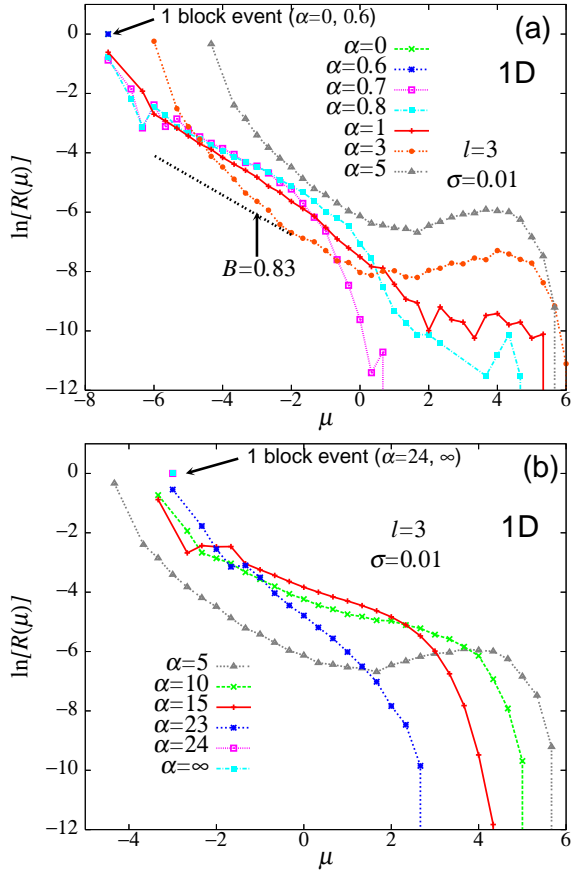 1 block event (α=0, 0.6)
(a)
1D
α=0
α=0.6
α=0.7
α=0.8
α=1
α=3
α=5
l=3
σ=0.01
B=0.83
ln[R(μ)]
0
−2
−4
−6
−8
−10
−12
−8 −6 −4 −2 0 2 4 6
μ
1 block event (α=24, ∞)
(b)
1D
l=3
σ=0.01
α=5
α=10
α=15
α=23
α=24
α=∞
ln[R(μ)]
0
−2
−4
−6
−8
−10
−12
−4 −2 0 2 4 6
μ